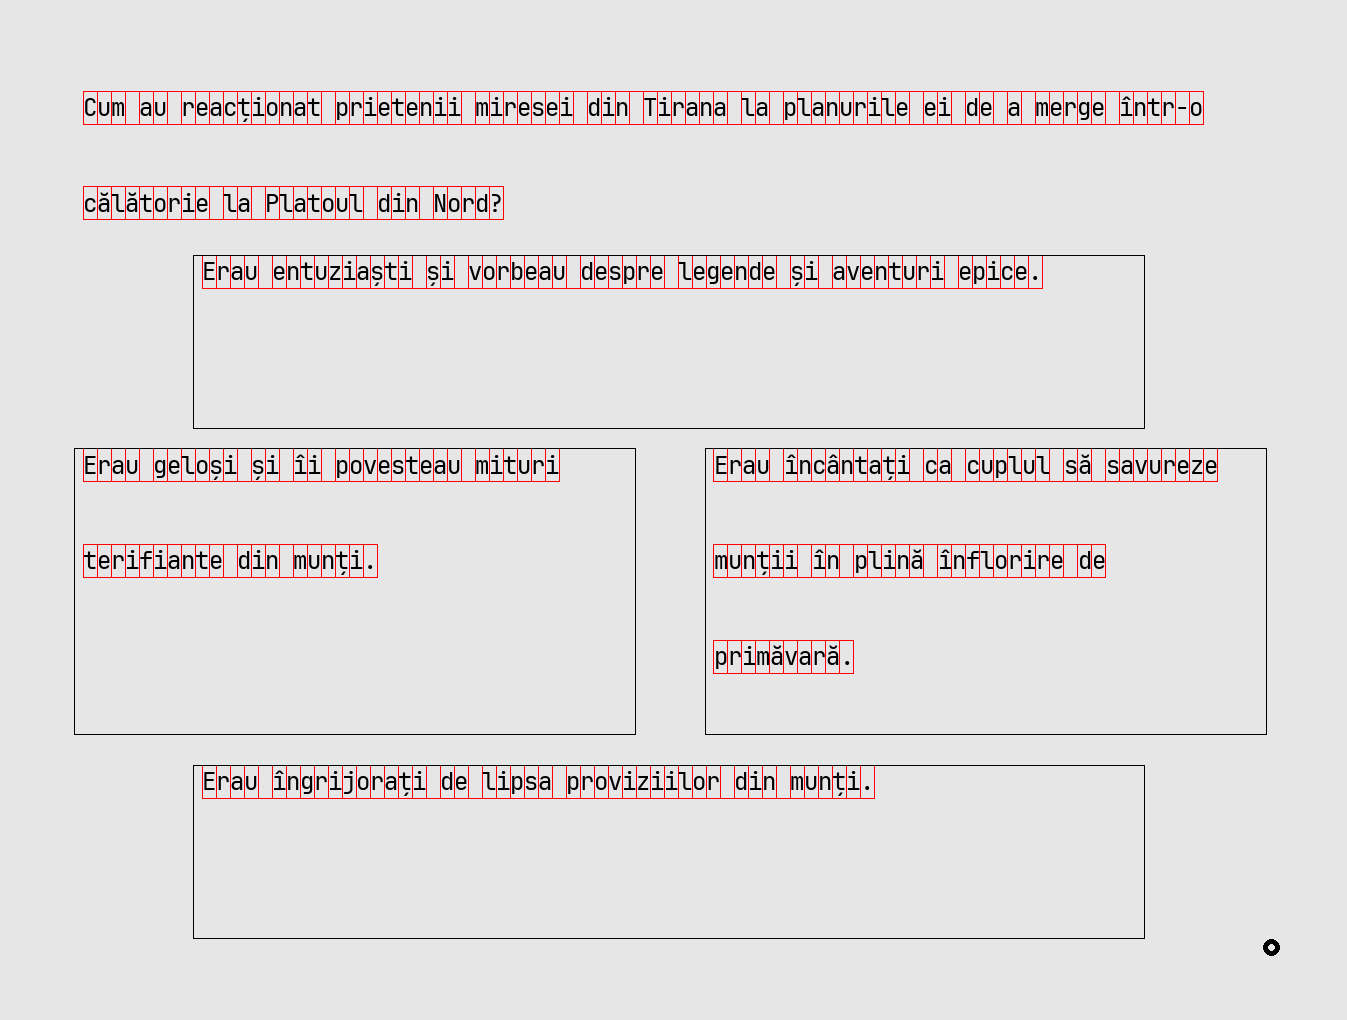 Cum au reacționat prietenii miresei din Tirana la planurile ei de a merge într-o
călătorie la Platoul din Nord?
Erau entuziaști și vorbeau despre legende și aventuri epice.
Erau geloși și îi povesteau mituri
terifiante din munți.
Erau încântați ca cuplul să savureze
munții în plină înflorire de
primăvară.
Erau îngrijorați de lipsa proviziilor din munți.